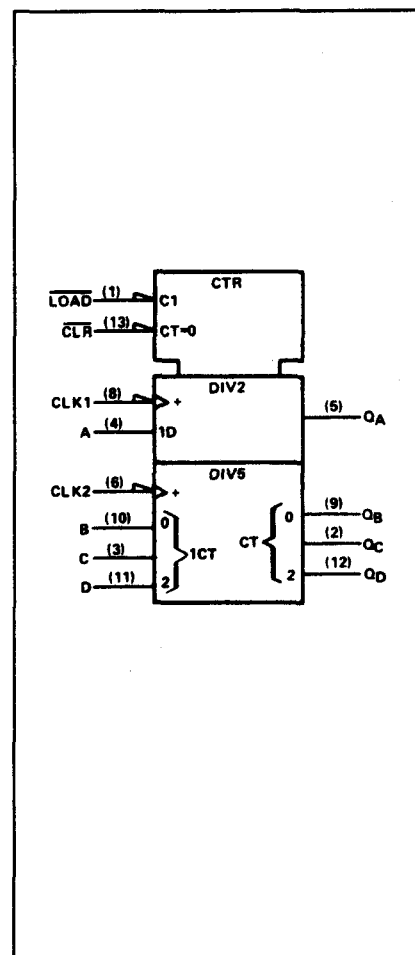 CTR
LOAD (1) C1
CLR (13) CT=0
DIV2
CLK1 (8) +
(5) QA
A (4) 1D
DIV5
CLK2 (6) +
B (10) 0 0 (9) QB
C (3) 1CT CT (2) QC
D (11) 2 2 (12) QD